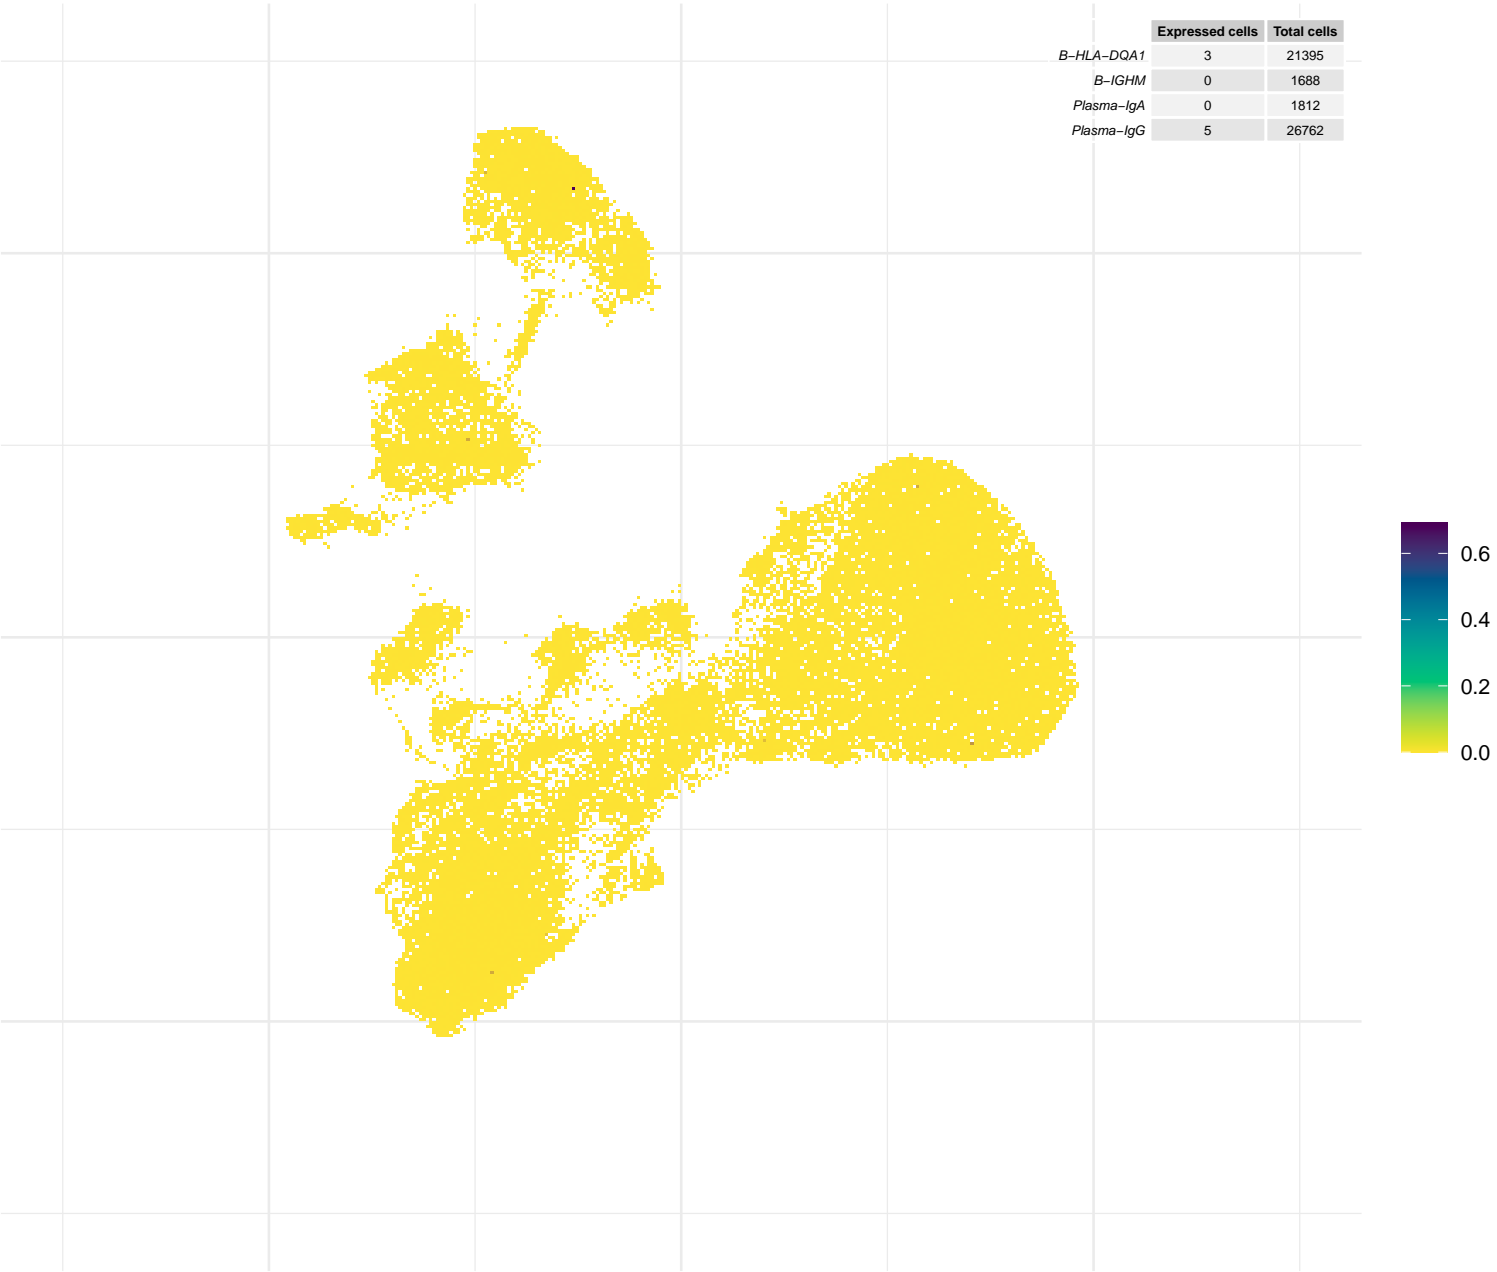 Expressed cells Total cells
B−HLA−DQA1 3 21395
B−IGHM 0 1688
Plasma−IgA 0 1812
Plasma−IgG 5 26762
0.6
0.4
0.2
0.0